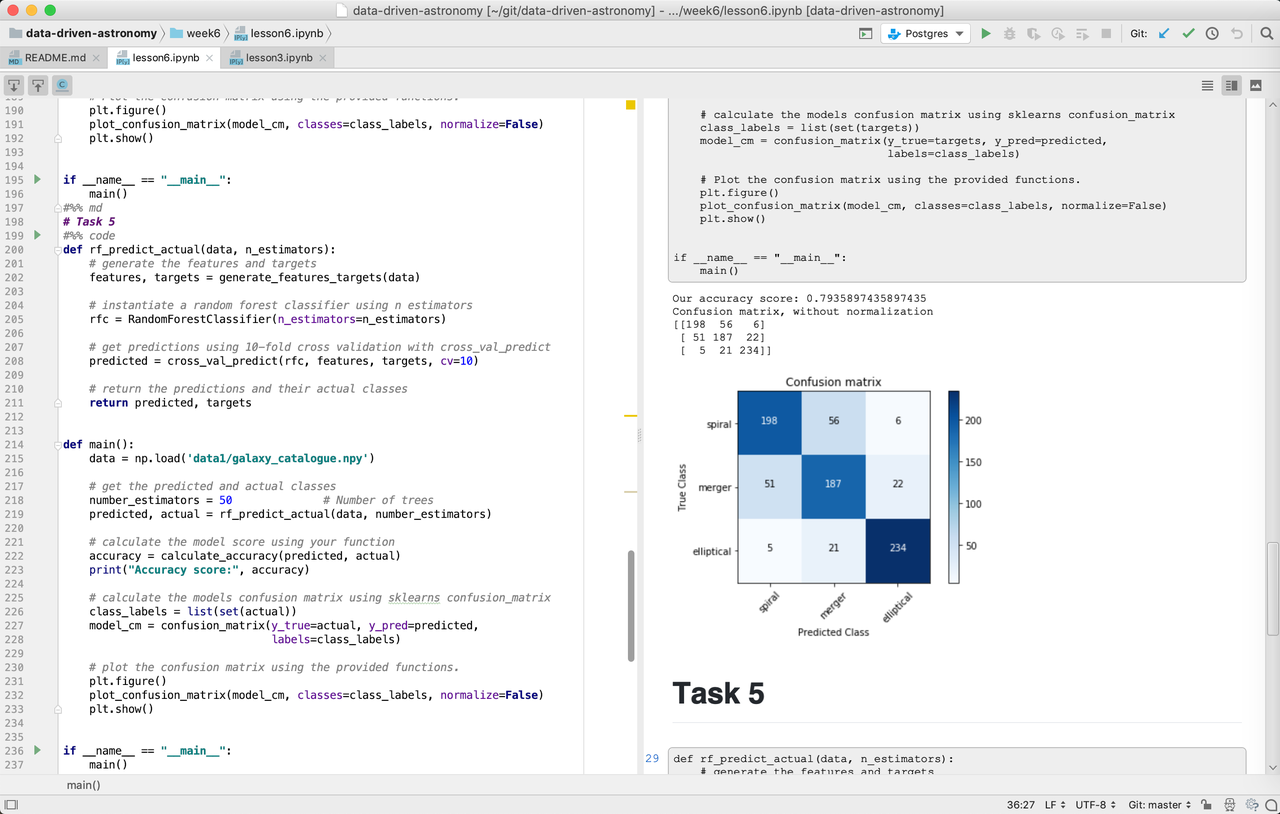 data-driven-astronomy [~/git/data-driven-astronomy] - .../week6/lesson6.ipynb [data-driven-astronomy]
data-driven-astronomy week6 lesson6.ipynb Postgres Git:
README.md lesson6.ipynb lesson3.ipynb
189 # Plot the confusion matrix using the provided functions.
190 plt.figure()
191 plot_confusion_matrix(model_cm, classes=class_labels, normalize=False)
192 plt.show()
193
194
195 if __name__ == "__main__":
196 main()
197 #%% md
198 # Task 5
199 #%% code
200 def rf_predict_actual(data, n_estimators):
201 # generate the features and targets
202 features, targets = generate_features_targets(data)
203
204 # instantiate a random forest classifier using n estimators
205 rfc = RandomForestClassifier(n_estimators=n_estimators)
206
207 # get predictions using 10-fold cross validation with cross_val_predict
208 predicted = cross_val_predict(rfc, features, targets, cv=10)
209
210 # return the predictions and their actual classes
211 return predicted, targets
212
213
214 def main():
215 data = np.load('data1/galaxy_catalogue.npy')
216
217 # get the predicted and actual classes
218 number_estimators = 50 # Number of trees
219 predicted, actual = rf_predict_actual(data, number_estimators)
220
221 # calculate the model score using your function
222 accuracy = calculate_accuracy(predicted, actual)
223 print("Accuracy score:", accuracy)
224
225 # calculate the models confusion matrix using sklearns confusion_matrix
226 class_labels = list(set(actual))
227 model_cm = confusion_matrix(y_true=actual, y_pred=predicted,
228 labels=class_labels)
229
230 # plot the confusion matrix using the provided functions.
231 plt.figure()
232 plot_confusion_matrix(model_cm, classes=class_labels, normalize=False)
233 plt.show()
234
235
236 if __name__ == "__main__":
237 main()
main()
# calculate the models confusion matrix using sklearns confusion_matrix
class_labels = list(set(targets))
model_cm = confusion_matrix(y_true=targets, y_pred=predicted,
labels=class_labels)
# Plot the confusion matrix using the provided functions.
plt.figure()
plot_confusion_matrix(model_cm, classes=class_labels, normalize=False)
plt.show()
if __name__ == "__main__":
main()
Our accuracy score: 0.7935897435897435
Confusion matrix, without normalization
[[198 56 6]
[ 51 187 22]
[ 5 21 234]]
Confusion matrix
spiral 198 56 6
merger 51 187 22
elliptical 5 21 234
True Class
spiral merger elliptical
Predicted Class
200
150
100
50
Task 5
29 def rf_predict_actual(data, n_estimators):
# generate the features and targets
36:27 LF UTF-8 Git: master